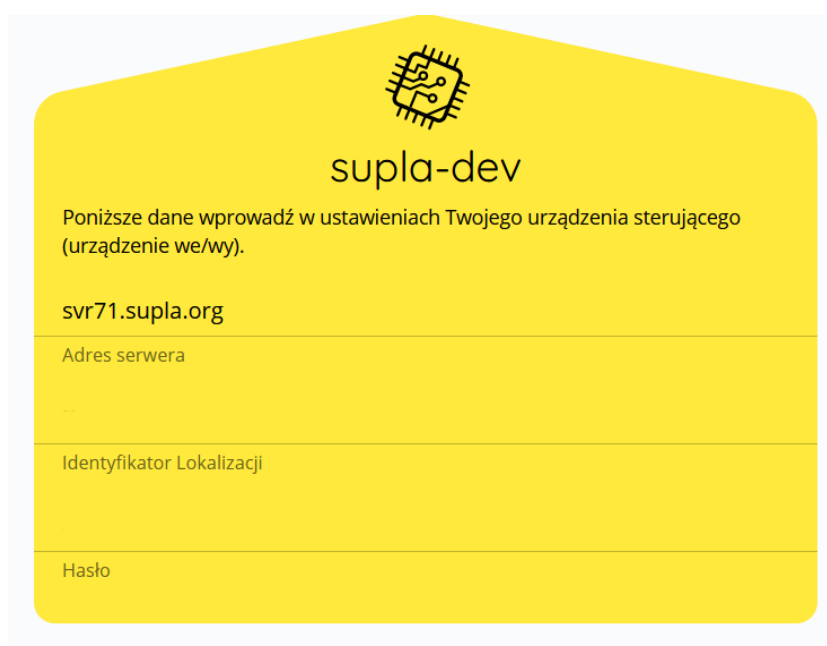 supla-dev
Poniższe dane wprowadź w ustawieniach Twojego urządzenia sterującego
(urządzenie we/wy).
svr71.supla.org
Adres serwera
Identyfikator Lokalizacji
Hasło